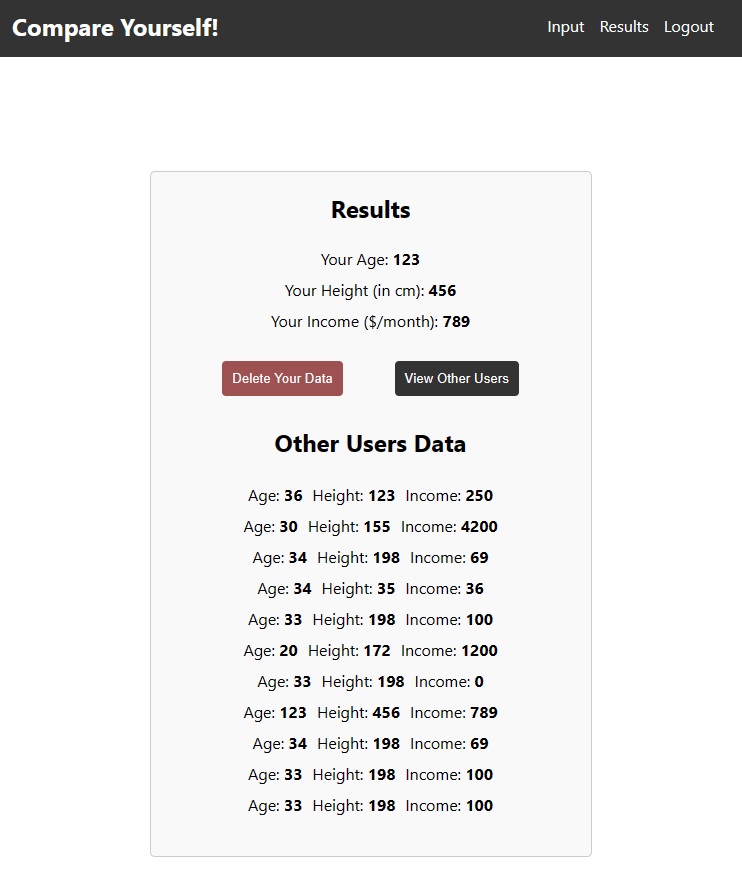 Compare Yourself!
Input Results Logout
Results
Your Age: 123
Your Height (in cm): 456
Your Income ($/month): 789
Delete Your Data
View Other Users
Other Users Data
Age: 36 Height: 123 Income: 250
Age: 30 Height: 155 Income: 4200
Age: 34 Height: 198 Income: 69
Age: 34 Height: 35 Income: 36
Age: 33 Height: 198 Income: 100
Age: 20 Height: 172 Income: 1200
Age: 33 Height: 198 Income: 0
Age: 123 Height: 456 Income: 789
Age: 34 Height: 198 Income: 69
Age: 33 Height: 198 Income: 100
Age: 33 Height: 198 Income: 100